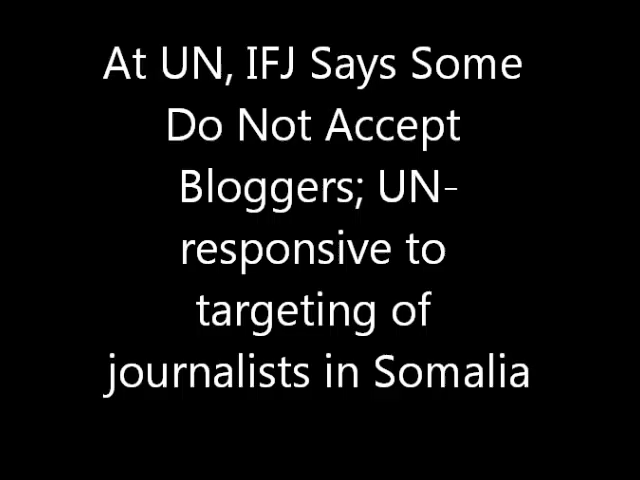 At UN, IFJ Says Some
Do Not Accept
Bloggers; UN-
responsive to
targeting of
journalists in Somalia